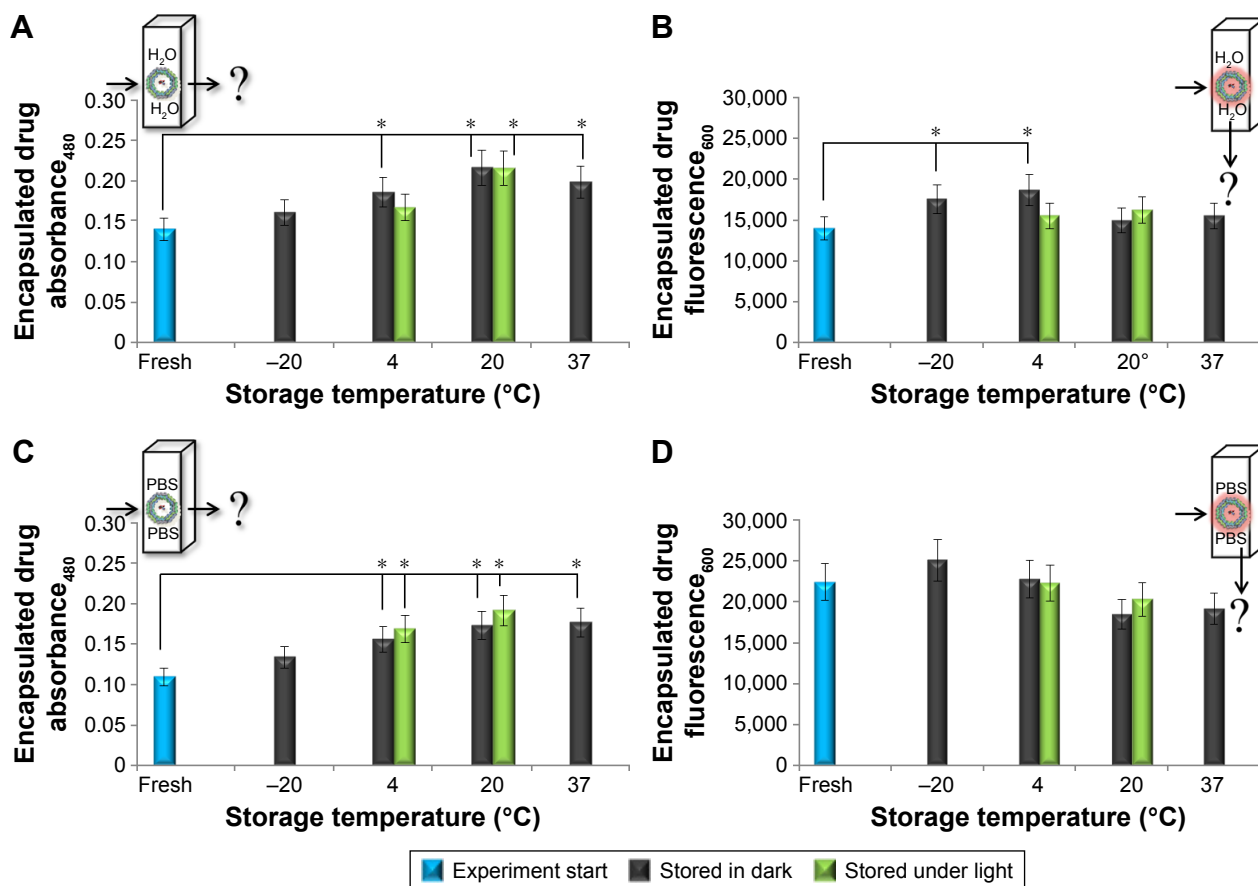 A
H₂O
H₂O
?
Encapsulated drug
absorbance₄₈₀
0.30
0.25
0.20
0.15
0.10
0.05
0
* * * *
Fresh –20 4 20 37
Storage temperature (°C)
B
H₂O
H₂O
?
Encapsulated drug
fluorescence₆₀₀
30,000
25,000
20,000
15,000
10,000
5,000
0
* *
Fresh –20 4 20° 37
Storage temperature (°C)
C
PBS
PBS
?
Encapsulated drug
absorbance₄₈₀
0.30
0.25
0.20
0.15
0.10
0.05
0
* * * * *
Fresh –20 4 20 37
Storage temperature (°C)
D
PBS
PBS
?
Encapsulated drug
fluorescence₆₀₀
30,000
25,000
20,000
15,000
10,000
5,000
0
Fresh –20 4 20 37
Storage temperature (°C)
Experiment start Stored in dark Stored under light